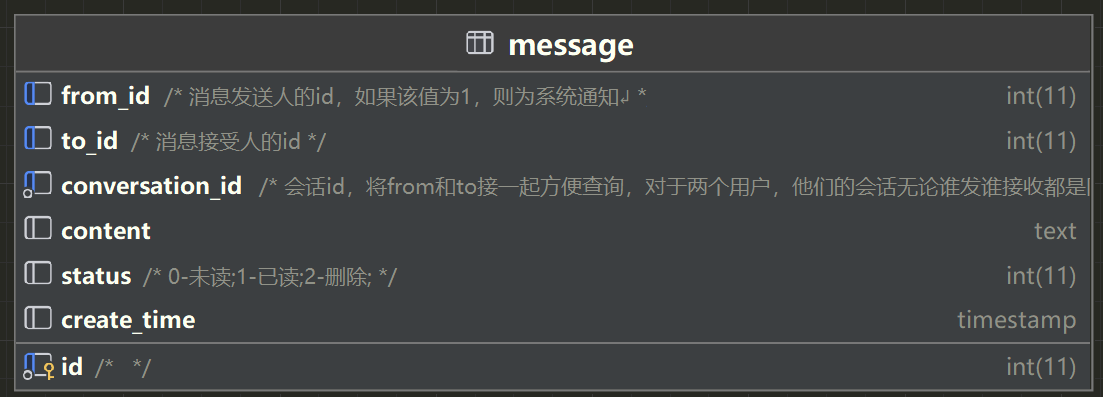 message
from_id /* 消息发送人的id，如果该值为1，则为系统通知↲ * int(11)
to_id /* 消息接受人的id */ int(11)
conversation_id /* 会话id，将from和to接一起方便查询，对于两个用户，他们的会话无论谁发谁接收都是
content text
status /* 0-未读;1-已读;2-删除; */ int(11)
create_time timestamp
id /* */ int(11)